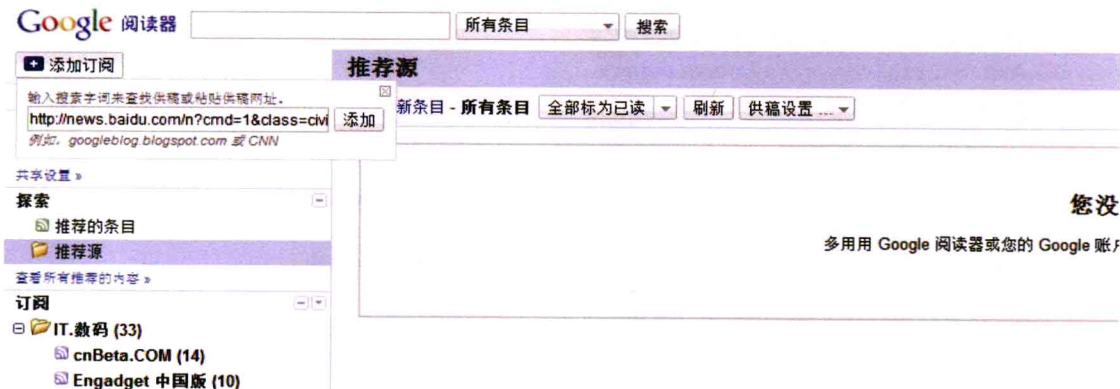 Google 阅读器 所有条目 搜索
添加订阅
推荐源
输入搜索字词来查找供稿或粘贴供稿网址。
http://news.baidu.com/n?cmd=1&class=civi 添加
例如，googleblog.blogspot.com 或 CNN
新条目 - 所有条目 全部标为已读 刷新 供稿设置 ...
共享设置 »
探索
推荐的条目
推荐源
查看所有推荐的内容 »
您没
多用用 Google 阅读器或您的 Google 账户
订阅
IT.数码 (33)
cnBeta.COM (14)
Engadget 中国版 (10)